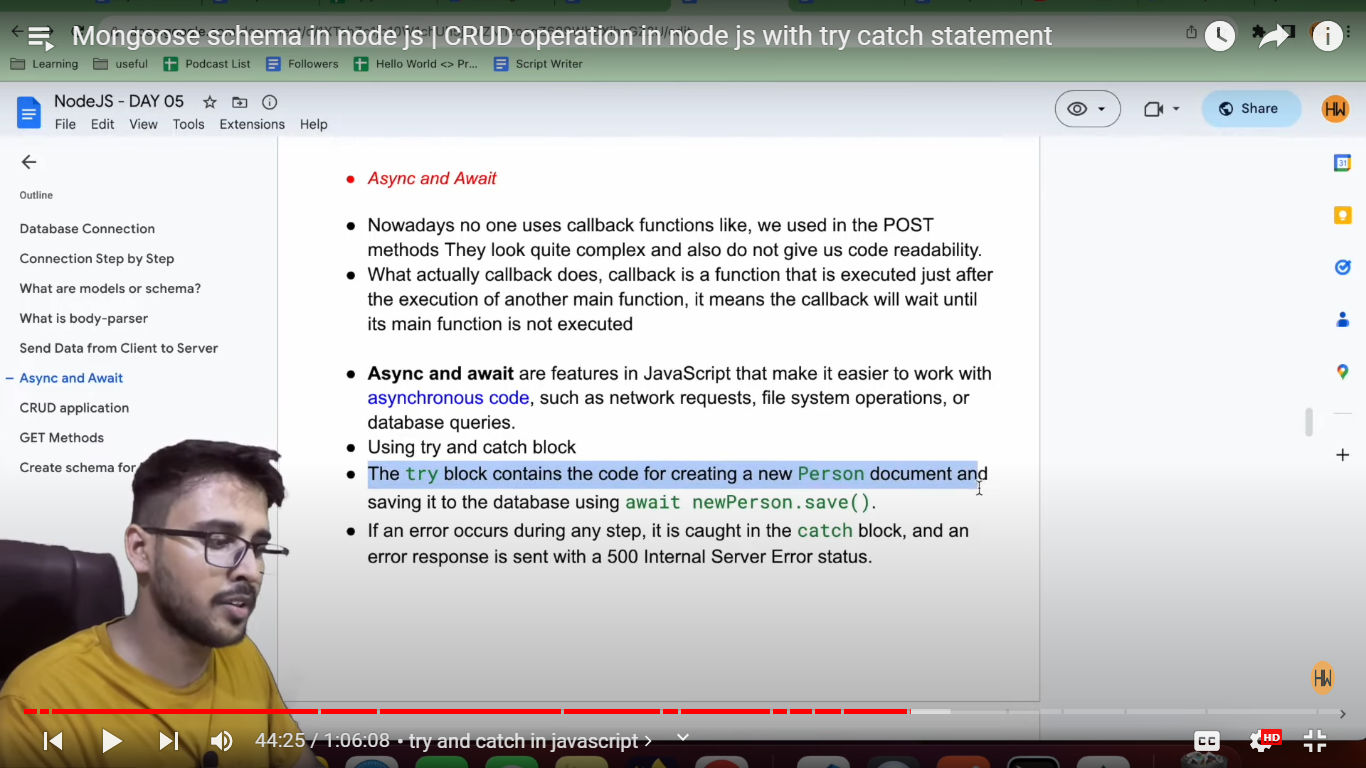 Mongoose schema in node js | CRUD operation in node js with try catch statement
Learning
useful
Podcast List
Followers
Hello World <> Pr...
Script Writer
NodeJS - DAY 05
File Edit View Tools Extensions Help
Share
HW
31
Outline
Database Connection
Connection Step by Step
What are models or schema?
What is body-parser
Send Data from Client to Server
Async and Await
CRUD application
GET Methods
Create schema for
Async and Await
Nowadays no one uses callback functions like, we used in the POST
methods They look quite complex and also do not give us code readability.
What actually callback does, callback is a function that is executed just after
the execution of another main function, it means the callback will wait until
its main function is not executed
Async and await are features in JavaScript that make it easier to work with
asynchronous code, such as network requests, file system operations, or
database queries.
Using try and catch block
The try block contains the code for creating a new Person document and
saving it to the database using await newPerson.save().
If an error occurs during any step, it is caught in the catch block, and an
error response is sent with a 500 Internal Server Error status.
HW
44:25 / 1:06:08 • try and catch in javascript
CC
HD